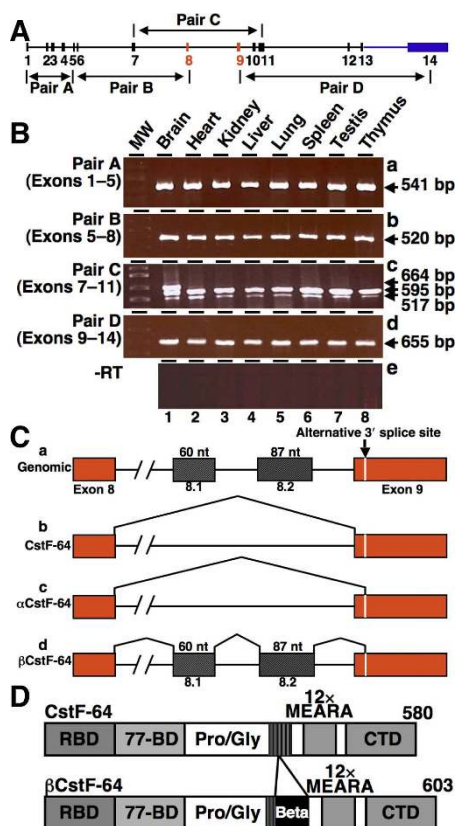 A
Pair C
1 23 4 56 7 8 9 10 11 12 13 14
Pair A Pair B Pair D
B
MW Brain Heart Kidney Liver Lung Spleen Testis Thymus
Pair A
(Exons 1–5)
a
541 bp
Pair B
(Exons 5–8)
b
520 bp
Pair C
(Exons 7–11)
c
664 bp
595 bp
517 bp
Pair D
(Exons 9–14)
d
655 bp
-RT
e
1 2 3 4 5 6 7 8
C
Alternative 3′ splice site
a
Genomic
60 nt 87 nt
Exon 8 8.1 8.2 Exon 9
b
CstF-64
c
αCstF-64
d
βCstF-64
60 nt 87 nt
8.1 8.2
D
CstF-64
12×
MEARA
580
RBD 77-BD Pro/Gly CTD
βCstF-64
12×
MEARA
603
RBD 77-BD Pro/Gly Beta CTD